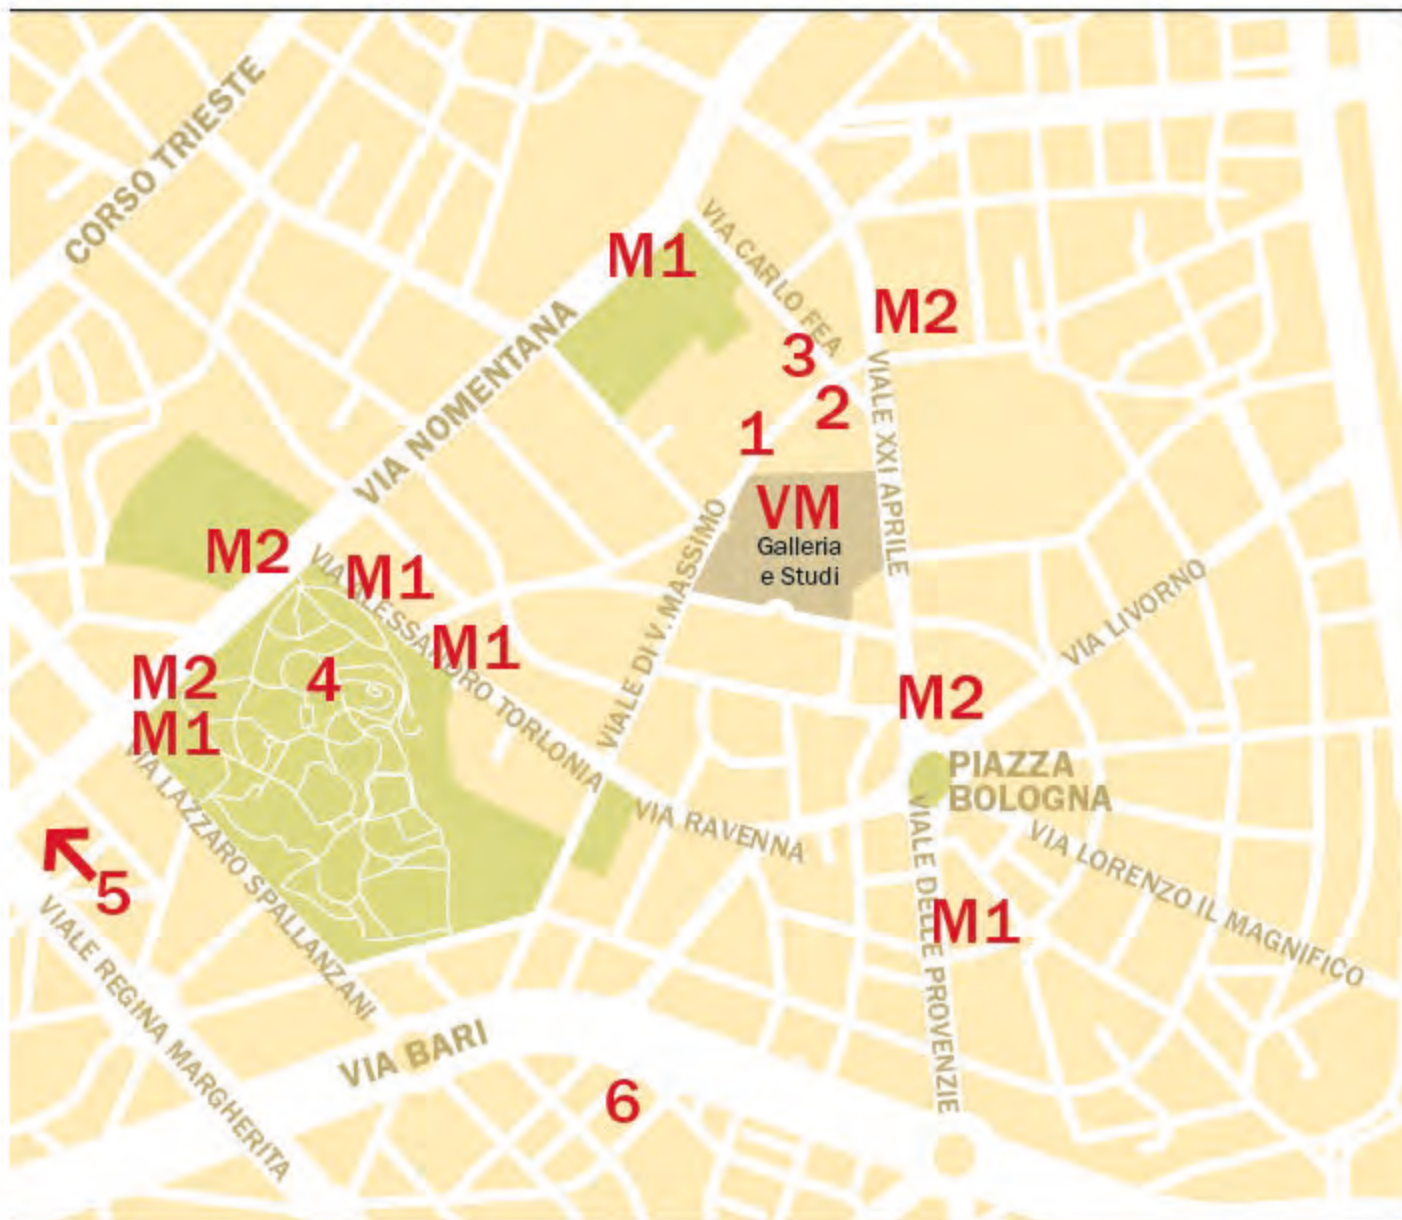 CORSO TRIESTE
VIA CARLO FEA
M1
M2
VIA NOMENTANA
3
2
1
VIALE XXI APRILE
VM
Galleria
e Studi
M2
M1
VIA ALESSANDRO TORLONIA
VIALE DI V. MASSIMO
VIA LIVORNO
M1
M2
4
M2
M1
PIAZZA
BOLOGNA
VIA LAZZARO SPALLANZANI
VIA RAVENNA
VIA LORENZO IL MAGNIFICO
VIALE DELLE PROVENZIE
5
M1
VIALE REGINA MARGHERITA
VIA BARI
6